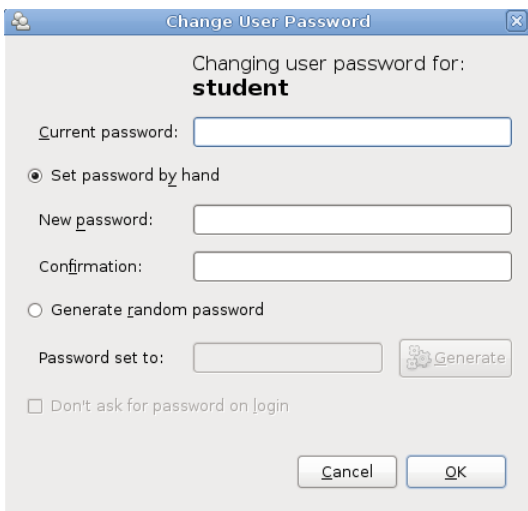 Change User Password
Changing user password for:
student
Current password:
Set password by hand
New password:
Confirmation:
Generate random password
Password set to:
Generate
Don't ask for password on login
Cancel
OK